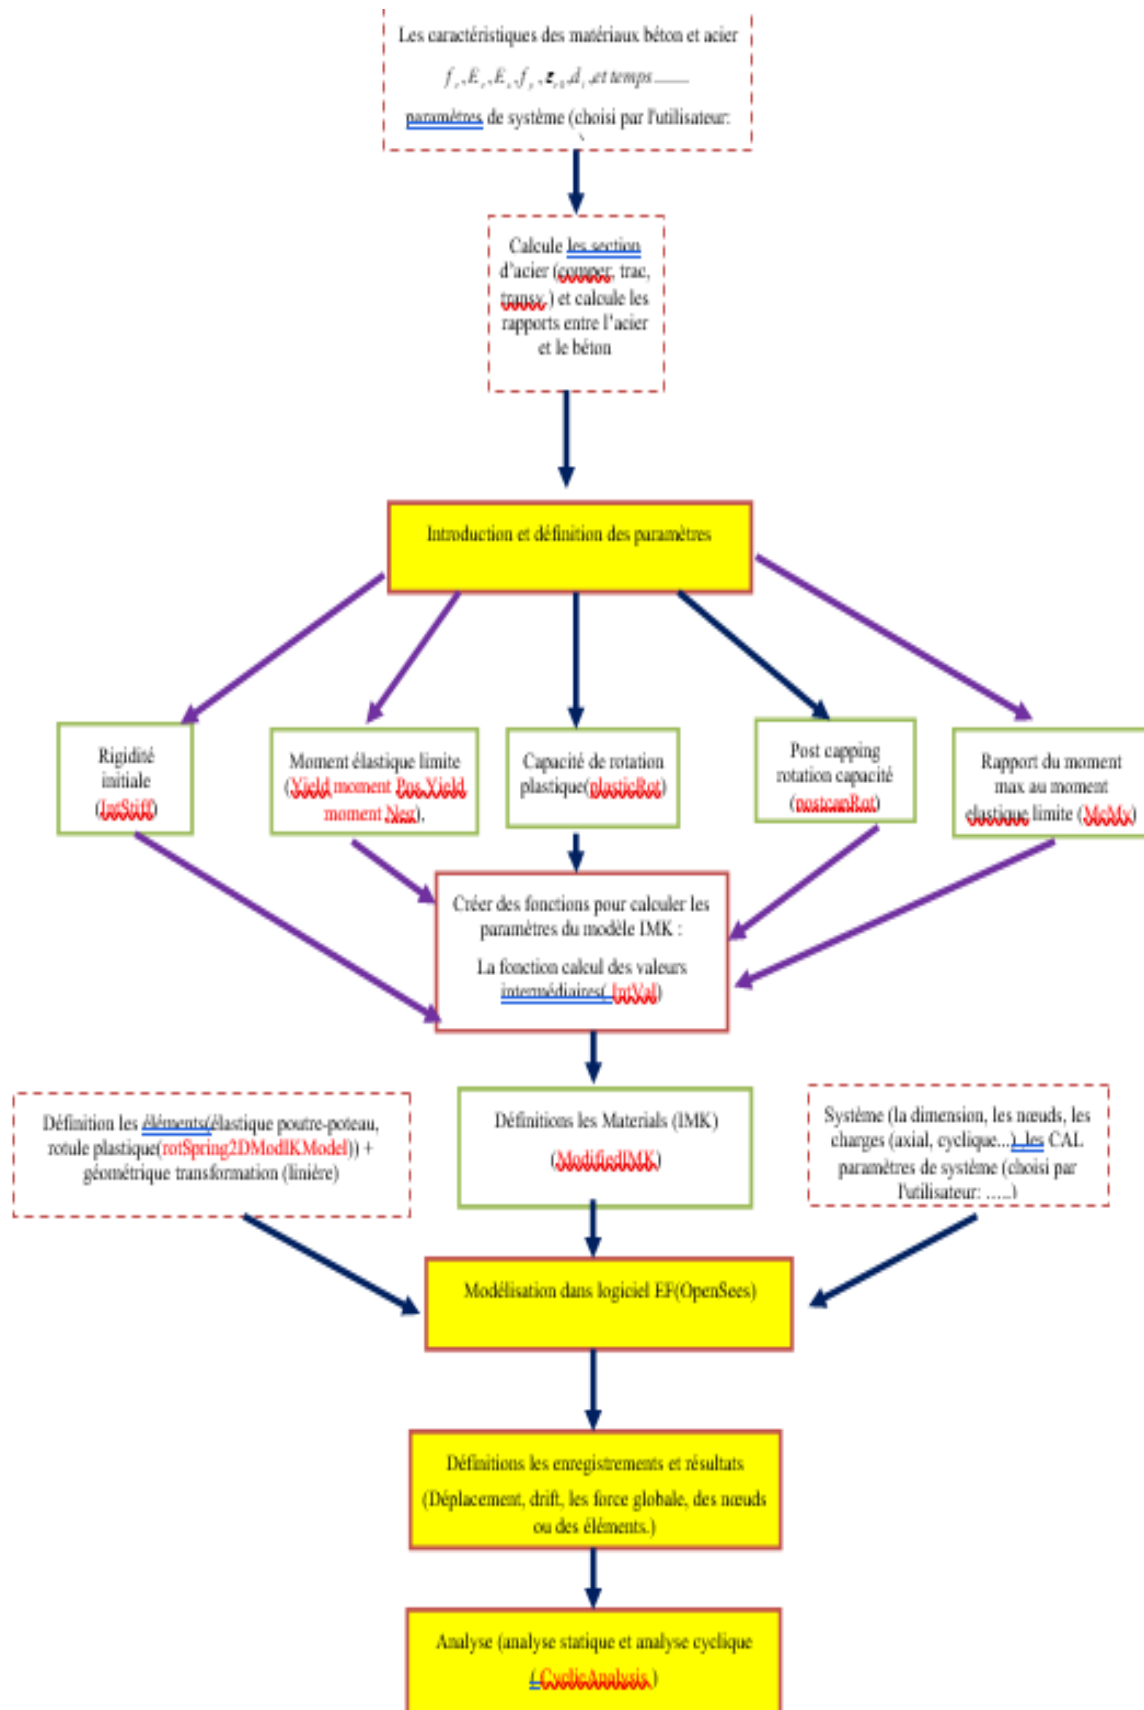 Les caractéristiques des matériaux béton et acier
et temps
paramètres de système (choisi par l'utilisateur:
Calcule les section
d'acier (comper, trac,
transv.) et calcule les
rapports entre l'acier
et le béton
Introduction et définition des paramètres
Rigidité
initiale
(IntStiff)
Moment élastique limite
(Yield moment Pos,Yield
moment Neg),
Capacité de rotation
plastique(plasticRot)
Post capping
rotation capacité
(postcapRot)
Rapport du moment
max au moment
elastique limite (McMy)
Créer des fonctions pour calculer les
paramètres du modèle IMK :
La fonction calcul des valeurs
intermédiaires( IntVal)
Définition les éléments(élastique poutre-poteau,
rotule plastique(rotSpring2DModIKModel)) +
géométrique transformation (linière)
Définitions les Materials (IMK)
(ModifiedIMK)
Système (la dimension, les nœuds, les
charges (axial, cyclique...), les CAL
paramètres de système (choisi par
l'utilisateur: .....)
Modélisation dans logiciel EF(OpenSees)
Définitions les enregistrements et résultats
(Déplacement, drift, les force globale, des nœuds
ou des éléments.)
Analyse (analyse statique et analyse cyclique
( CyclicAnalysis )